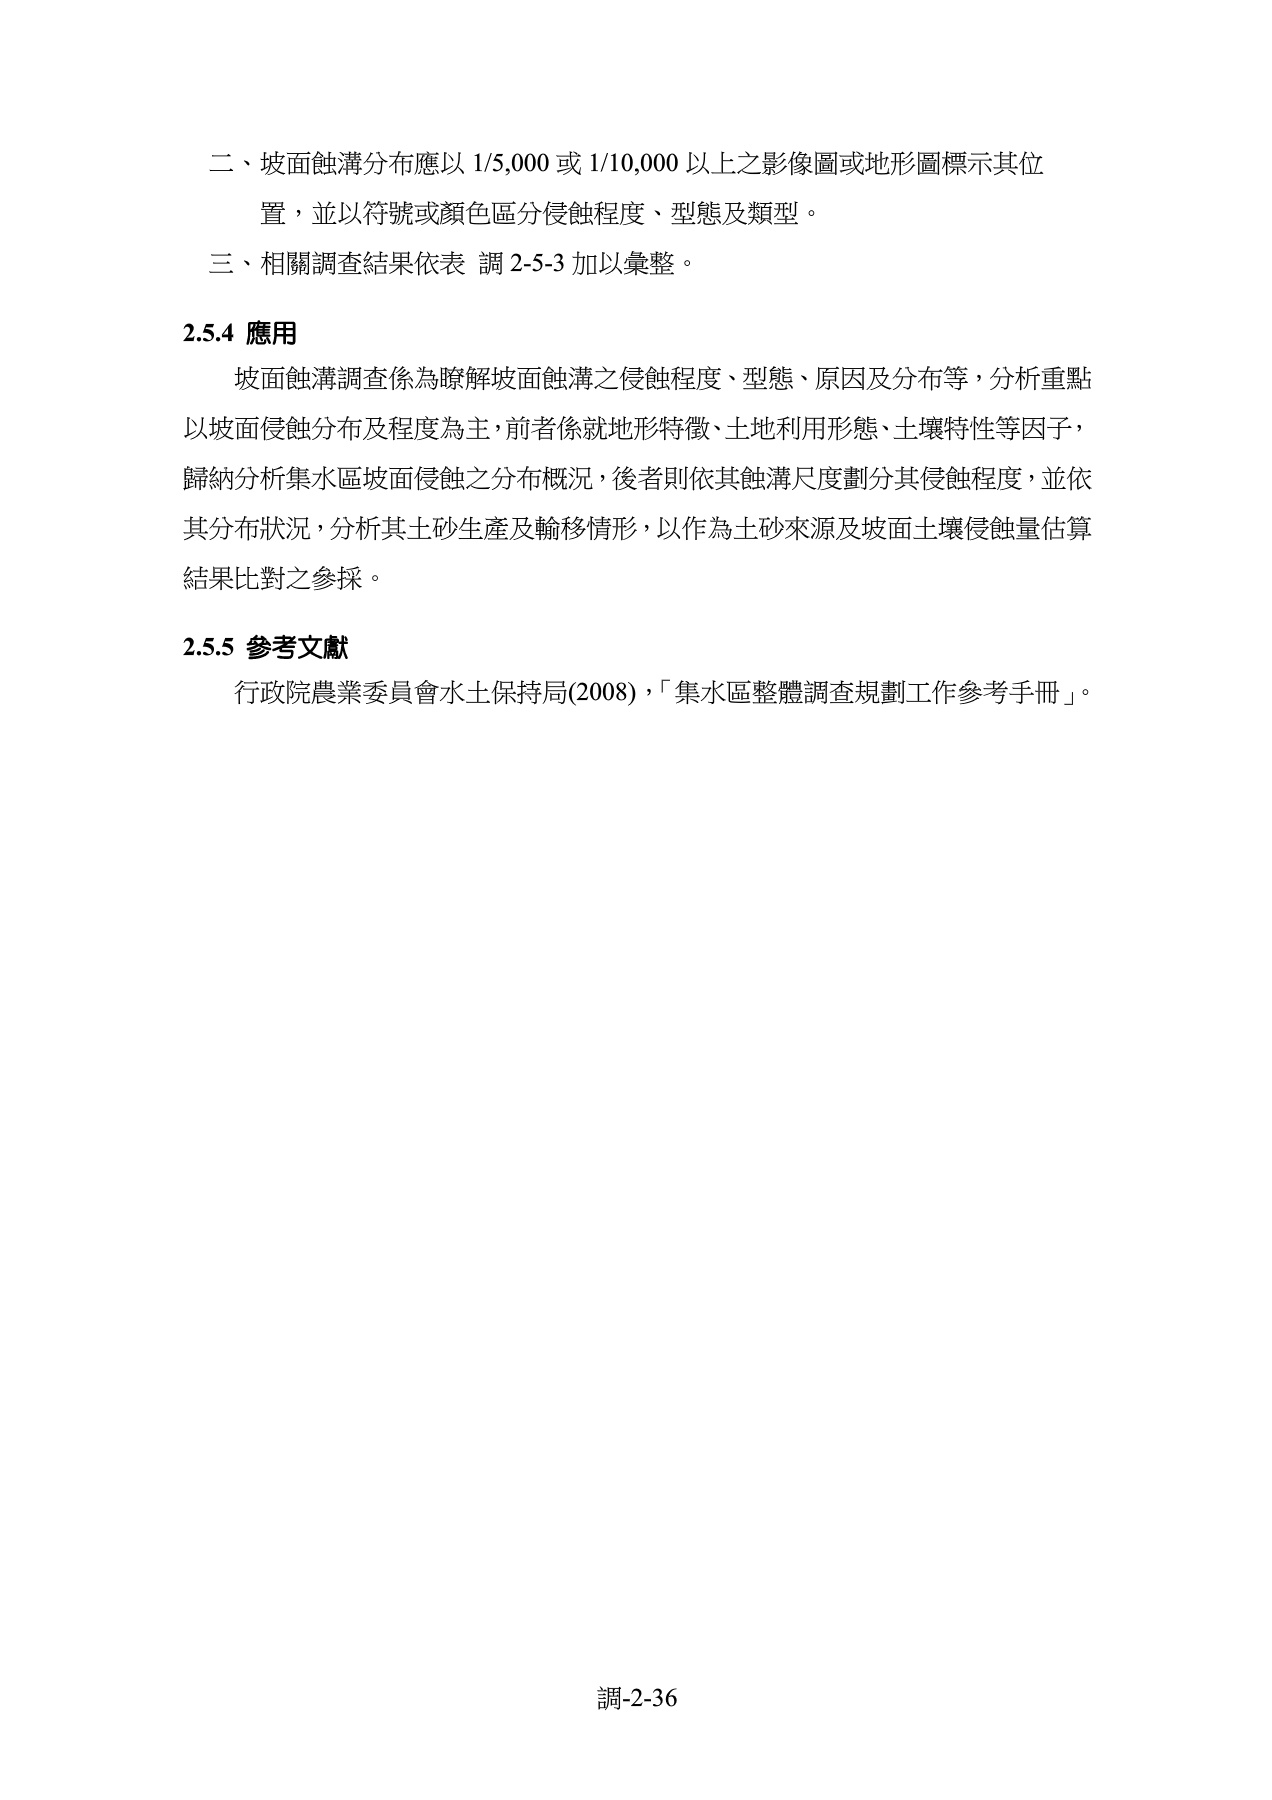 二、坡面蝕溝分布應以 1/5,000 或 1/10,000 以上之影像圖或地形圖標示其位
置，並以符號或顏色區分侵蝕程度、型態及類型。
三、相關調查結果依表 調 2-5-3 加以彙整。
2.5.4 應用
坡面蝕溝調查係為瞭解坡面蝕溝之侵蝕程度、型態、原因及分布等，分析重點
以坡面侵蝕分布及程度為主，前者係就地形特徵、土地利用形態、土壤特性等因子，
歸納分析集水區坡面侵蝕之分布概況，後者則依其蝕溝尺度劃分其侵蝕程度，並依
其分布狀況，分析其土砂生產及輸移情形，以作為土砂來源及坡面土壤侵蝕量估算
結果比對之參採。
2.5.5 參考文獻
行政院農業委員會水土保持局(2008)，「集水區整體調查規劃工作參考手冊」。
調-2-36